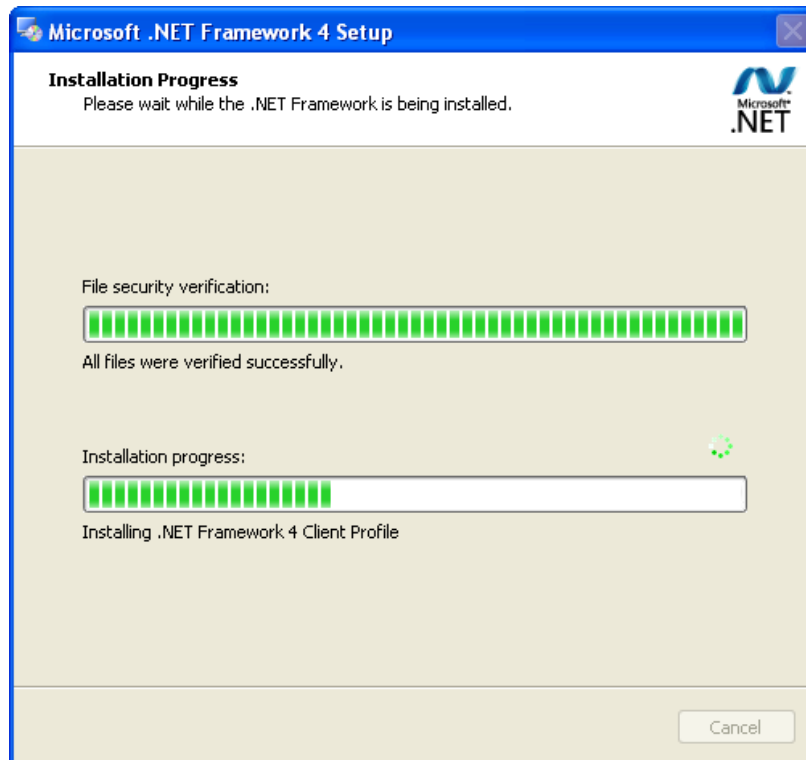 Microsoft .NET Framework 4 Setup
Installation Progress
Please wait while the .NET Framework is being installed.
Microsoft®
.NET
File security verification:
All files were verified successfully.
Installation progress:
Installing .NET Framework 4 Client Profile
Cancel